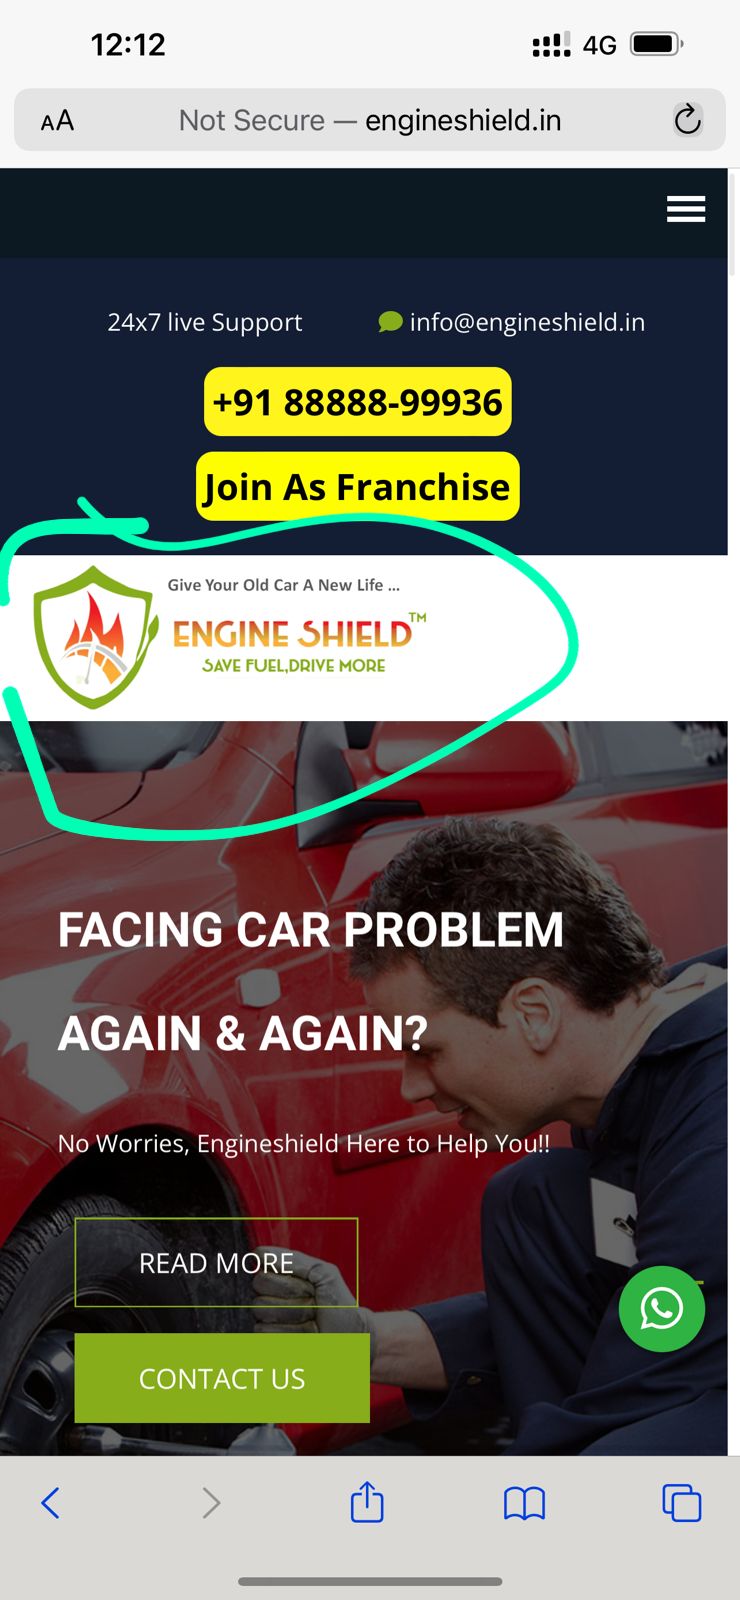 12:12
4G
AA
Not Secure — engineshield.in
24x7 live Support
info@engineshield.in
+91 88888-99936
Join As Franchise
Give Your Old Car A New Life ...
ENGINE SHIELD™
SAVE FUEL,DRIVE MORE
FACING CAR PROBLEM
AGAIN & AGAIN?
No Worries, Engineshield Here to Help You!!
READ MORE
CONTACT US